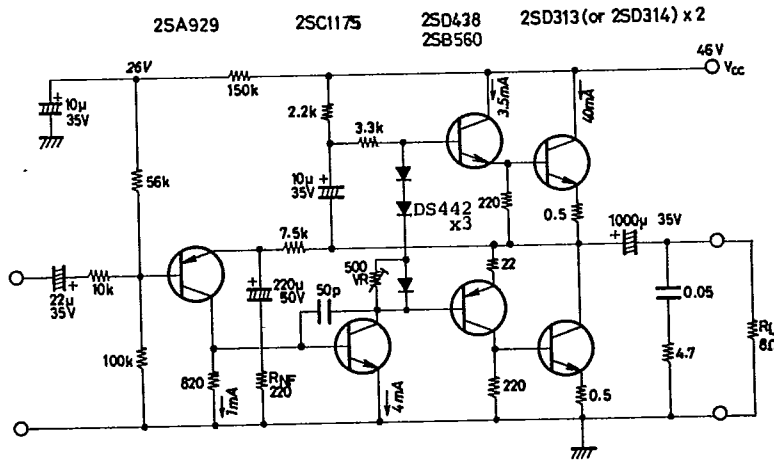 2SA929 2SC1175 2SD438 2SD313 (or 2SD314) x 2
2SB560
26V 46V
Vcc
10μ
35V
150k
2.2k
3.3k
3.5mA
40mA
56k
10μ
35V
DS442
x3
220
0.5
1000μ 35V
7.5k
22μ
35V
10k
220μ
50V
500
VR
50p
22
0.05
RL
8Ω
100k
820
1mA
RNF
220
4mA
220
0.5
4.7